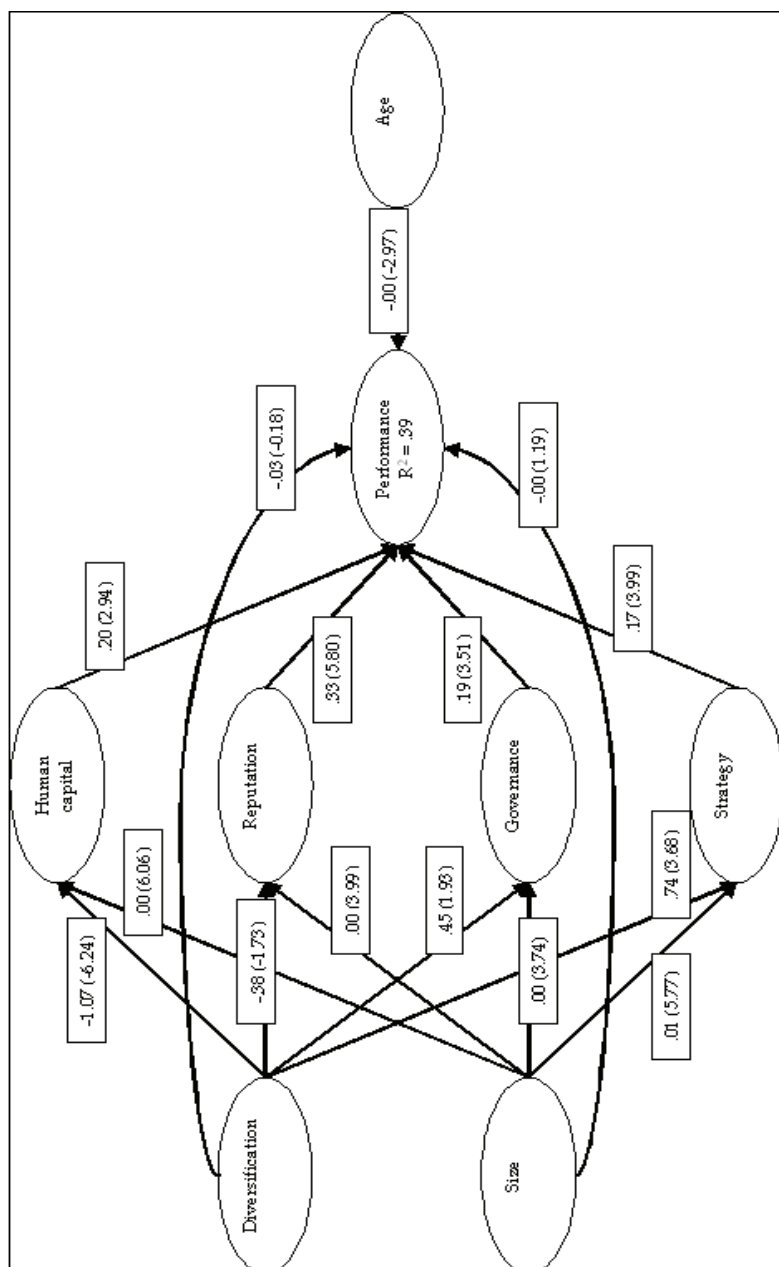 Human
capital
-1.07 (-6.24)
.20 (2.94)
.00 (6.06)
Diversification
-.38 (-1.73)
Reputation
-.03 (-0.18)
.33 (5.80)
.00 (3.99)
Performance
R² = .39
-.00 (-2.97)
Age
.45 (1.93)
.19 (3.51)
Size
.00 (3.74)
Governance
-.00 (1.19)
.17 (3.99)
.01 (5.77)
.74 (3.68)
Strategy